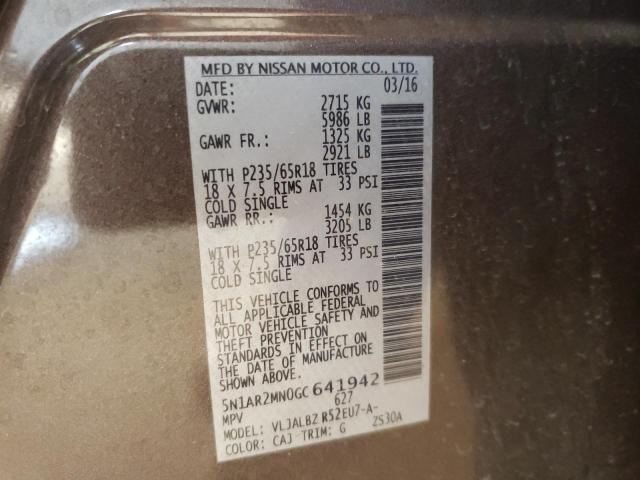 MFD BY NISSAN MOTOR CO., LTD.
DATE: 03/16
GVWR: 2715 KG
5986 LB
GAWR FR.: 1325 KG
2921 LB
WITH P235/65R18 TIRES
18 X 7.5 RIMS AT 33 PSI
COLD SINGLE
GAWR RR.: 1454 KG
3205 LB
WITH P235/65R18 TIRES
18 X 7.5 RIMS AT 33 PSI
COLD SINGLE
THIS VEHICLE CONFORMS TO
ALL APPLICABLE FEDERAL
MOTOR VEHICLE SAFETY AND
THEFT PREVENTION
STANDARDS IN EFFECT ON
THE DATE OF MANUFACTURE
SHOWN ABOVE.
5N1AR2MN0GC641942
MPV 627
MODEL: VLJALBZ R52EU7-A-
COLOR: CAJ-TRIM: G ZS30A